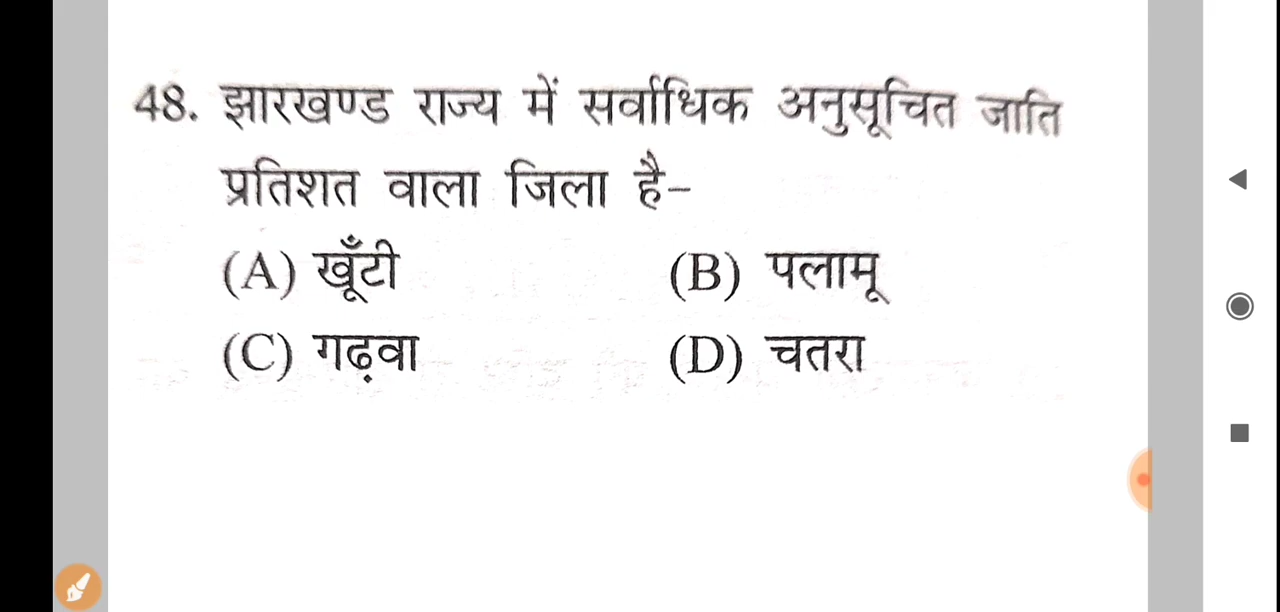 48. झारखण्ड राज्य में सर्वाधिक अनुसूचित जाति
प्रतिशत वाला जिला है–
(A) खूँटी (B) पलामू
(C) गढ़वा (D) चतरा